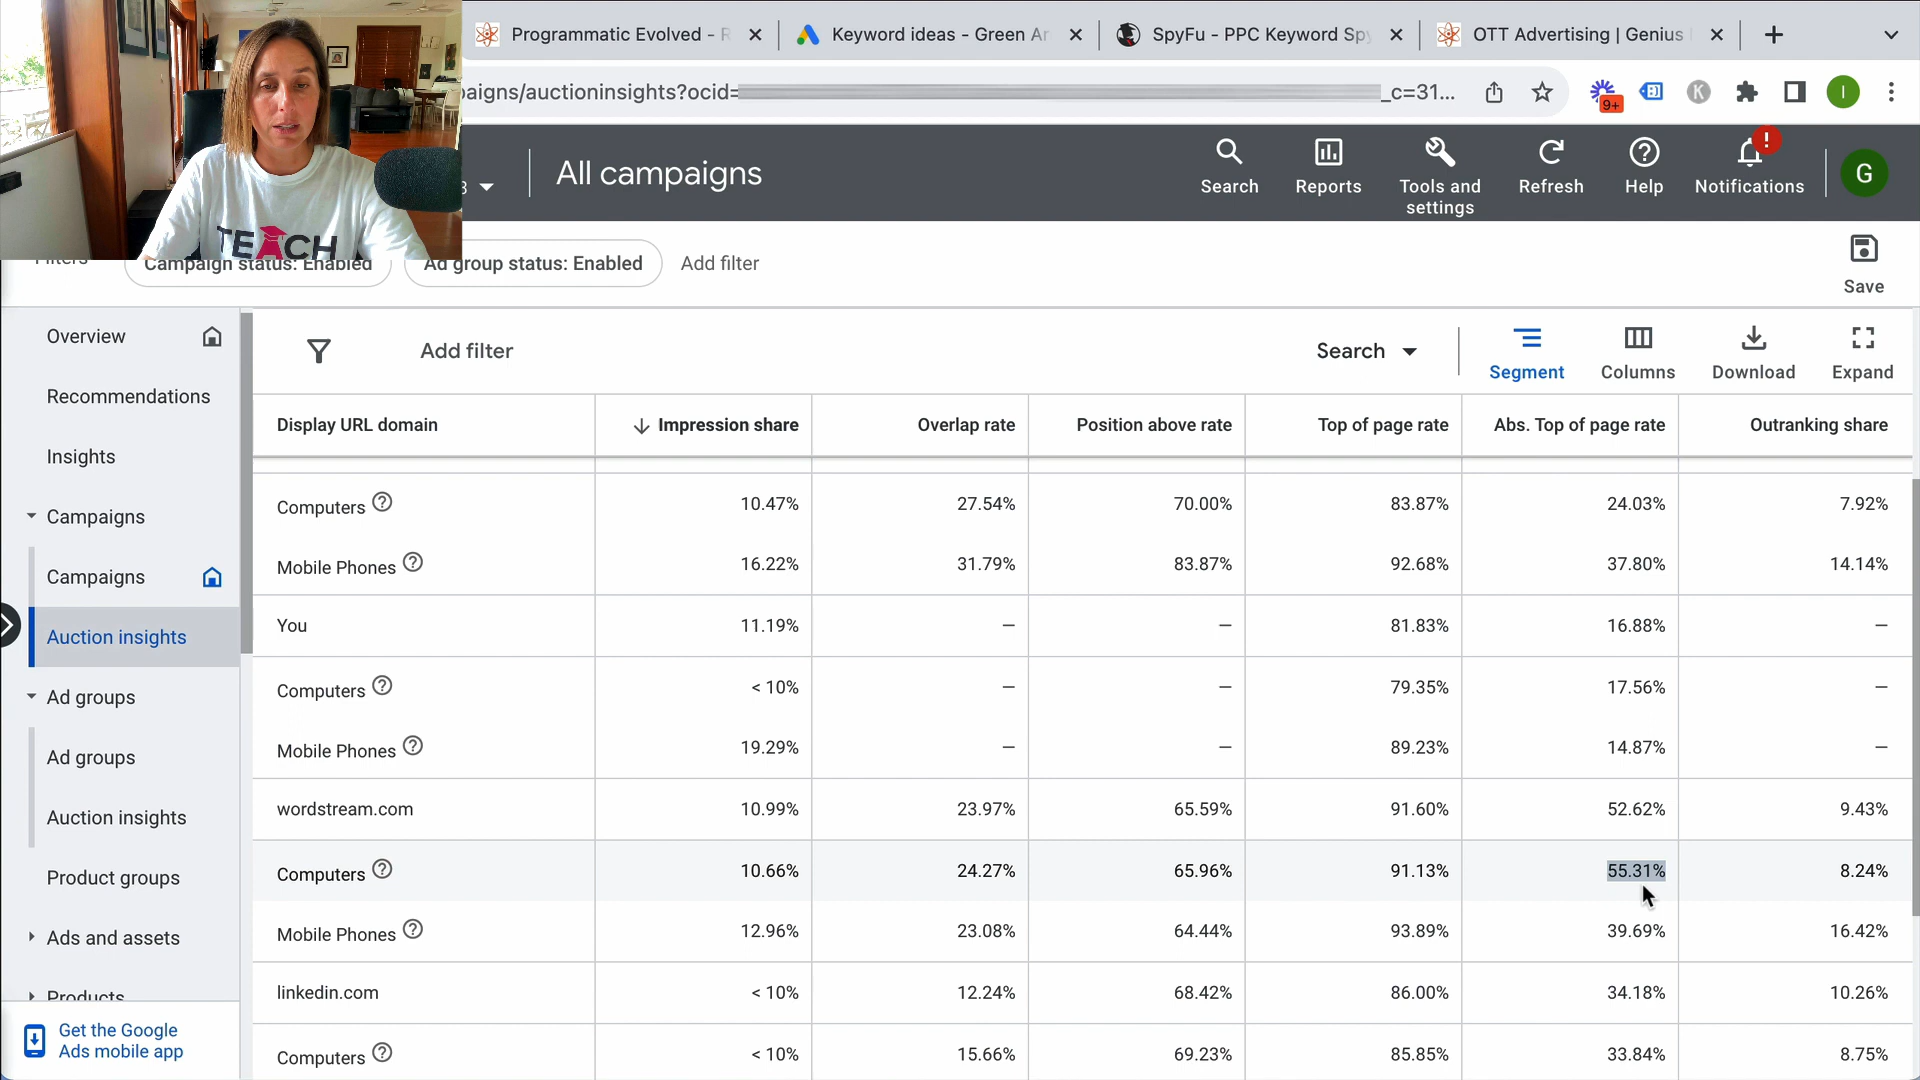 Programmatic Evolved - R
Keyword ideas - Green Ar
SpyFu - PPC Keyword Spy
OTT Advertising | Genius
aigns/auctioninsights?ocid=
_c=31...
9+
K
I
All campaigns
Search
Reports
Tools and settings
Refresh
Help
Notifications
!
G
TEACH
Filters
Campaign status: Enabled
Ad group status: Enabled
Add filter
Save
Overview
Recommendations
Insights
Campaigns
Campaigns
Auction insights
Ad groups
Ad groups
Auction insights
Product groups
Ads and assets
Products
Get the Google
Ads mobile app
Add filter
Search
Segment
Columns
Download
Expand
Display URL domain Impression share Overlap rate Position above rate Top of page rate Abs. Top of page rate Outranking share
Computers 10.47% 27.54% 70.00% 83.87% 24.03% 7.92%
Mobile Phones 16.22% 31.79% 83.87% 92.68% 37.80% 14.14%
You 11.19% — — 81.83% 16.88% —
Computers < 10% — — 79.35% 17.56% —
Mobile Phones 19.29% — — 89.23% 14.87% —
wordstream.com 10.99% 23.97% 65.59% 91.60% 52.62% 9.43%
Computers 10.66% 24.27% 65.96% 91.13% 55.31% 8.24%
Mobile Phones 12.96% 23.08% 64.44% 93.89% 39.69% 16.42%
linkedin.com < 10% 12.24% 68.42% 86.00% 34.18% 10.26%
Computers < 10% 15.66% 69.23% 85.85% 33.84% 8.75%